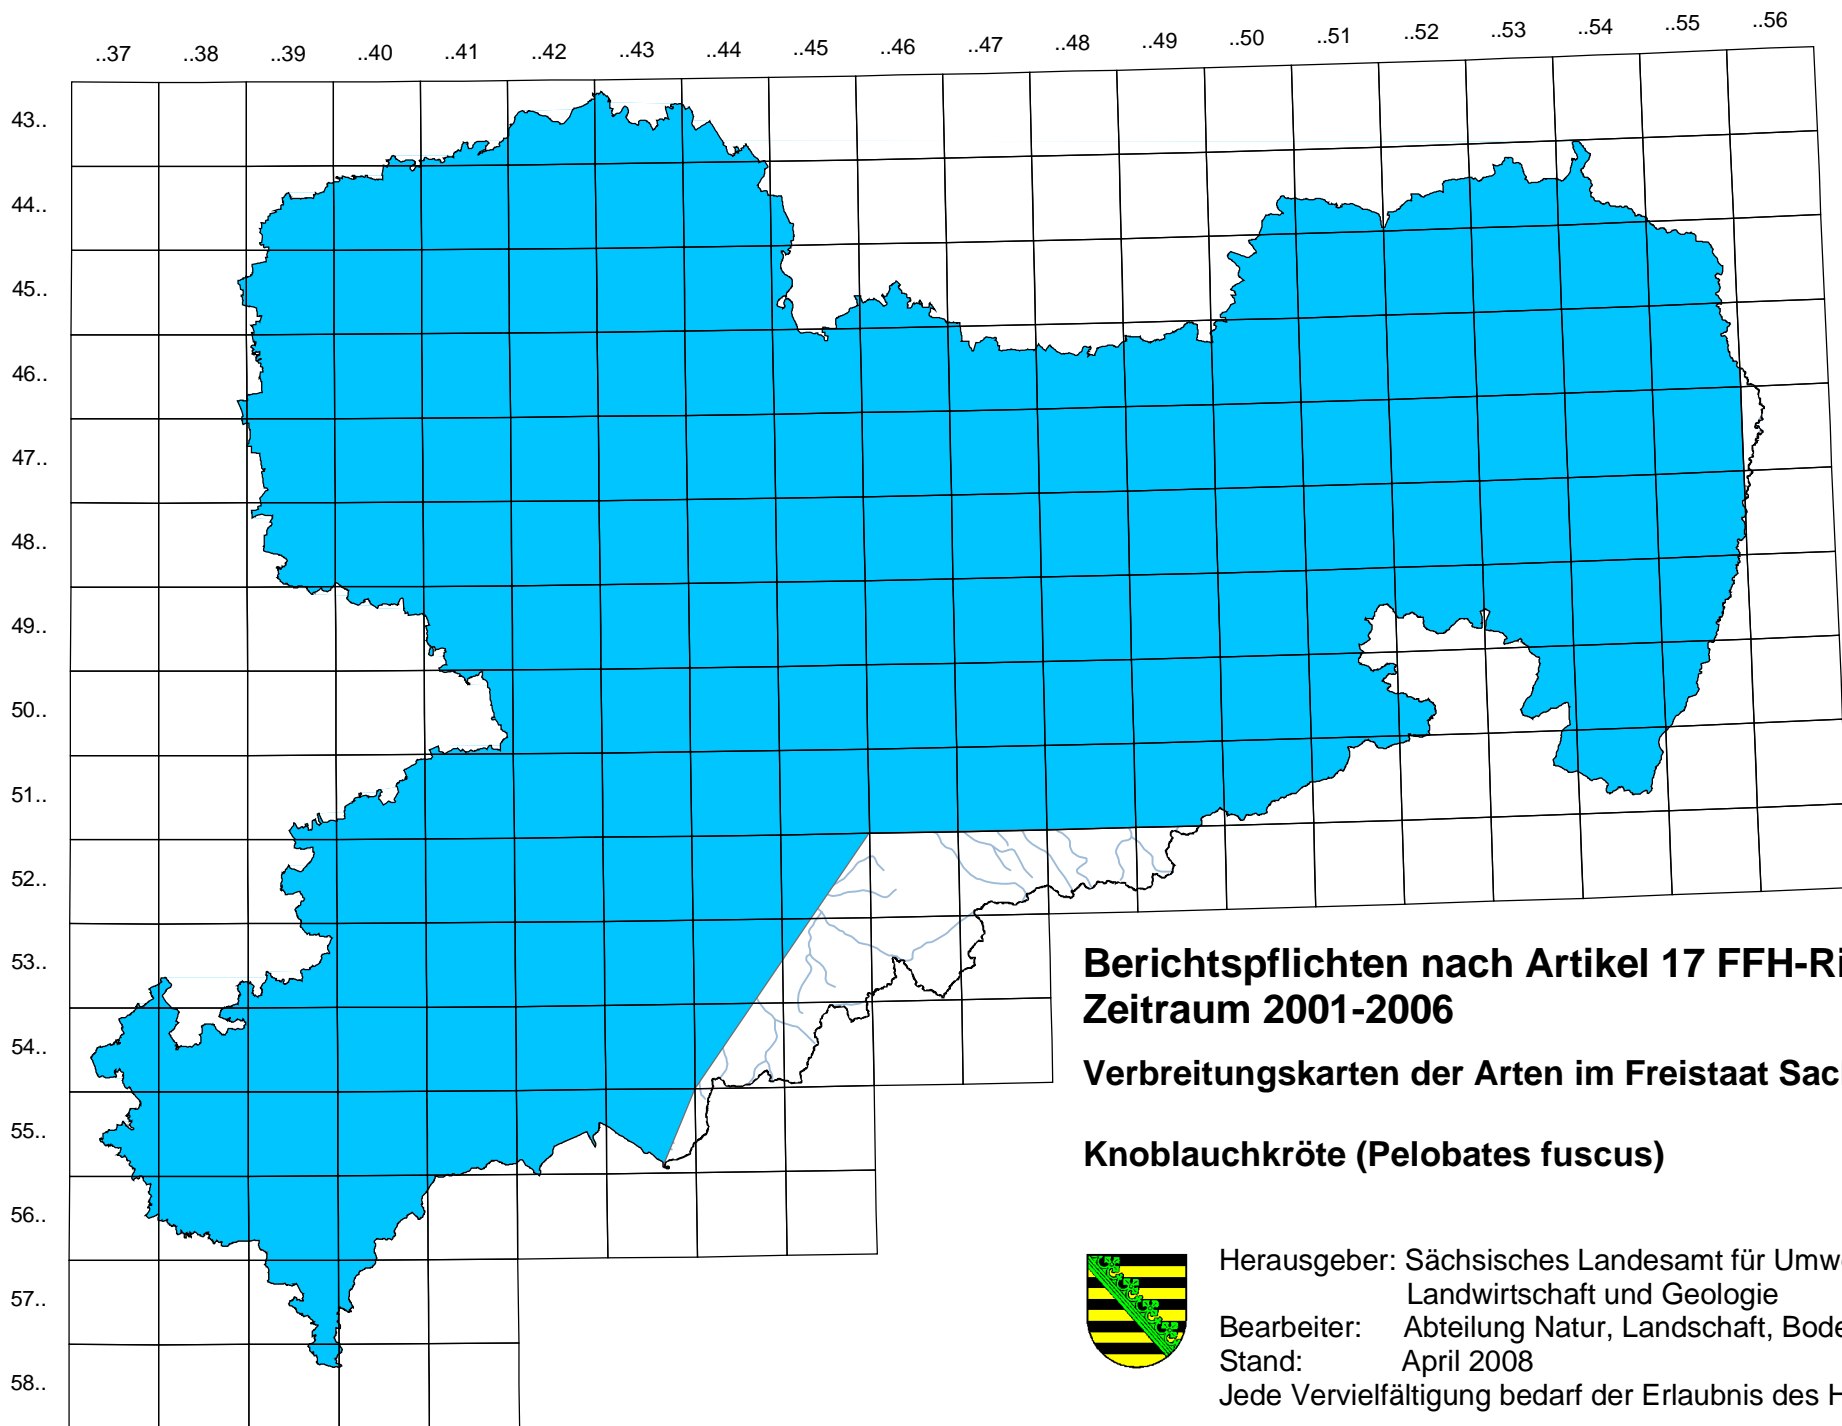 ..37 ..38 ..39 ..40 ..41 ..42 ..43 ..44 ..45 ..46 ..47 ..48 ..49 ..50 ..51 ..52 ..53 ..54 ..55 ..56
43..
44..
45..
46..
47..
48..
49..
50..
51..
52..
53..
54..
55..
56..
57..
58..
Berichtspflichten nach Artikel 17 FFH-Ri
Zeitraum 2001-2006
Verbreitungskarten der Arten im Freistaat Sac
Knoblauchkröte (Pelobates fuscus)
Herausgeber: Sächsisches Landesamt für Umwe
Landwirtschaft und Geologie
Bearbeiter: Abteilung Natur, Landschaft, Bode
Stand: April 2008
Jede Vervielfältigung bedarf der Erlaubnis des H